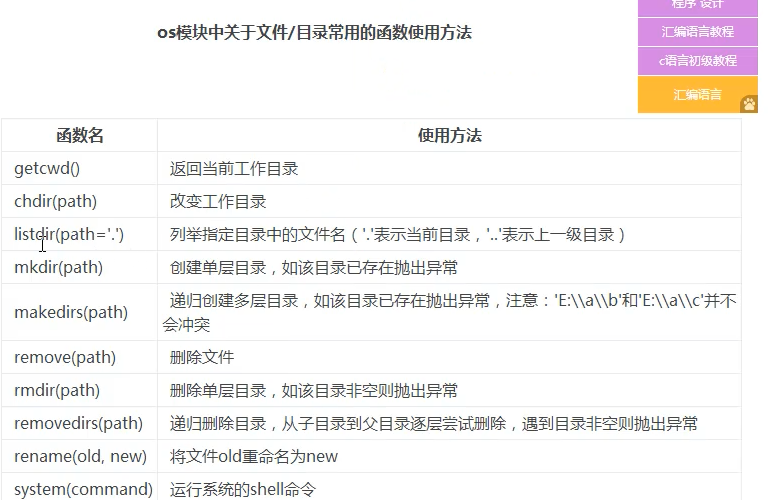 程序 设计
汇编语言教程
c语言初级教程
汇编语言
os模块中关于文件/目录常用的函数使用方法
函数名 使用方法
getcwd() 返回当前工作目录
chdir(path) 改变工作目录
listdir(path='.') 列举指定目录中的文件名（'.'表示当前目录，'..'表示上一级目录）
mkdir(path) 创建单层目录，如该目录已存在抛出异常
makedirs(path) 递归创建多层目录，如该目录已存在抛出异常，注意：'E:\\a\\b'和'E:\\a\\c'并不
会冲突
remove(path) 删除文件
rmdir(path) 删除单层目录，如该目录非空则抛出异常
removedirs(path) 递归删除目录，从子目录到父目录逐层尝试删除，遇到目录非空则抛出异常
rename(old, new) 将文件old重命名为new
system(command) 运行系统的shell命令